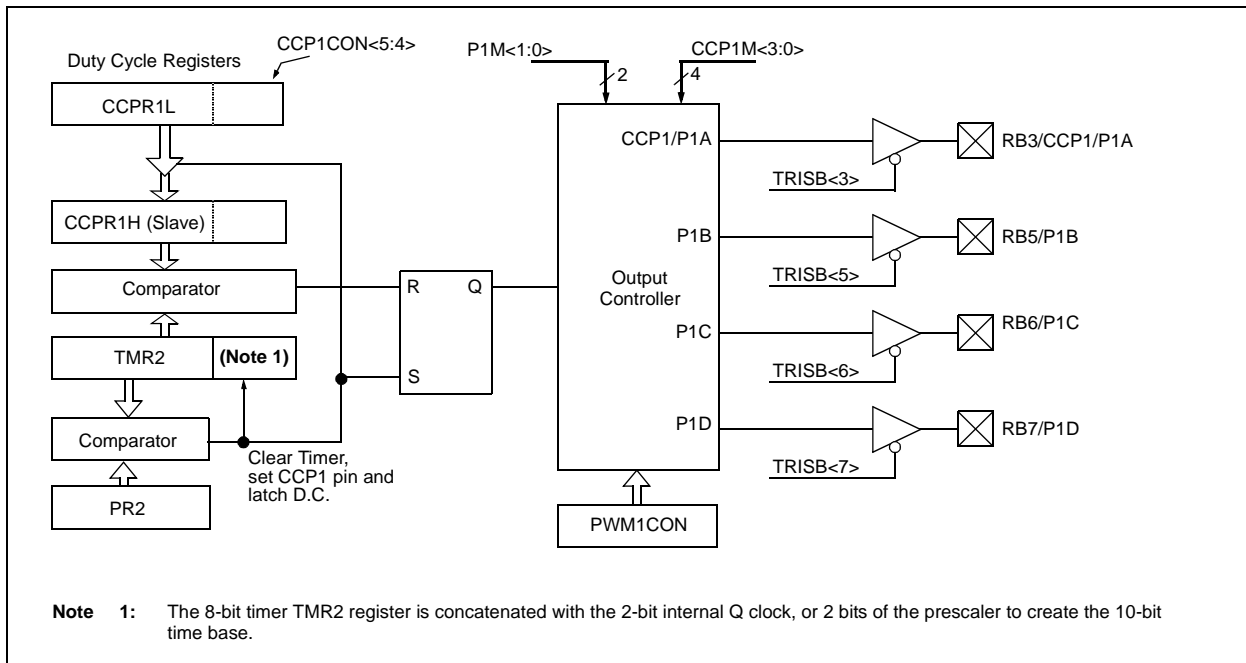 CCP1CON<5:4>
Duty Cycle Registers
CCPR1L
CCPR1H (Slave)
Comparator
TMR2
(Note 1)
Comparator
PR2
Clear Timer,
set CCP1 pin and
latch D.C.
R
Q
S
P1M<1:0>
2
CCP1M<3:0>
4
Output
Controller
CCP1/P1A
P1B
P1C
P1D
PWM1CON
TRISB<3>
RB3/CCP1/P1A
TRISB<5>
RB5/P1B
TRISB<6>
RB6/P1C
TRISB<7>
RB7/P1D
Note 1: The 8-bit timer TMR2 register is concatenated with the 2-bit internal Q clock, or 2 bits of the prescaler to create the 10-bit
time base.